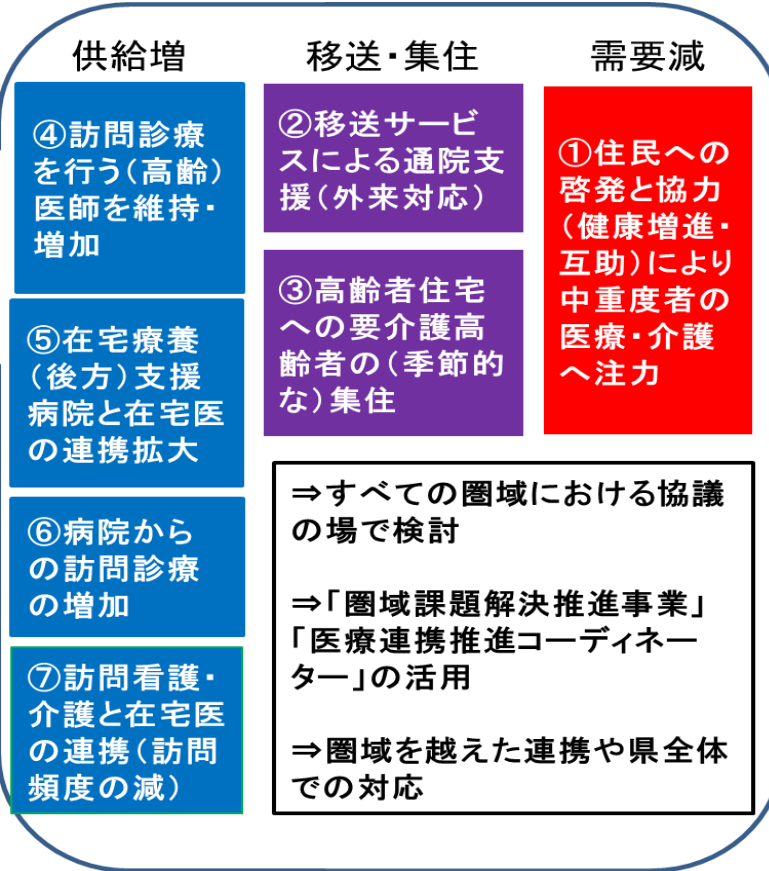 供給増
④訪問診療
を行う(高齢)
医師を維持・
増加
⑤在宅療養
(後方)支援
病院と在宅医
の連携拡大
⑥病院から
の訪問診療
の増加
⑦訪問看護・
介護と在宅医
の連携(訪問
頻度の減)
移送・集住
②移送サービ
スによる通院支
援(外来対応)
③高齢者住宅
への要介護高
齢者の(季節的
な)集住
需要減
①住民への
啓発と協力
(健康増進・
互助)により
中重度者の
医療・介護
へ注力
⇒すべての圏域における協議
の場で検討
⇒「圏域課題解決推進事業」
「医療連携推進コーディネー
ター」の活用
⇒圏域を越えた連携や県全体
での対応